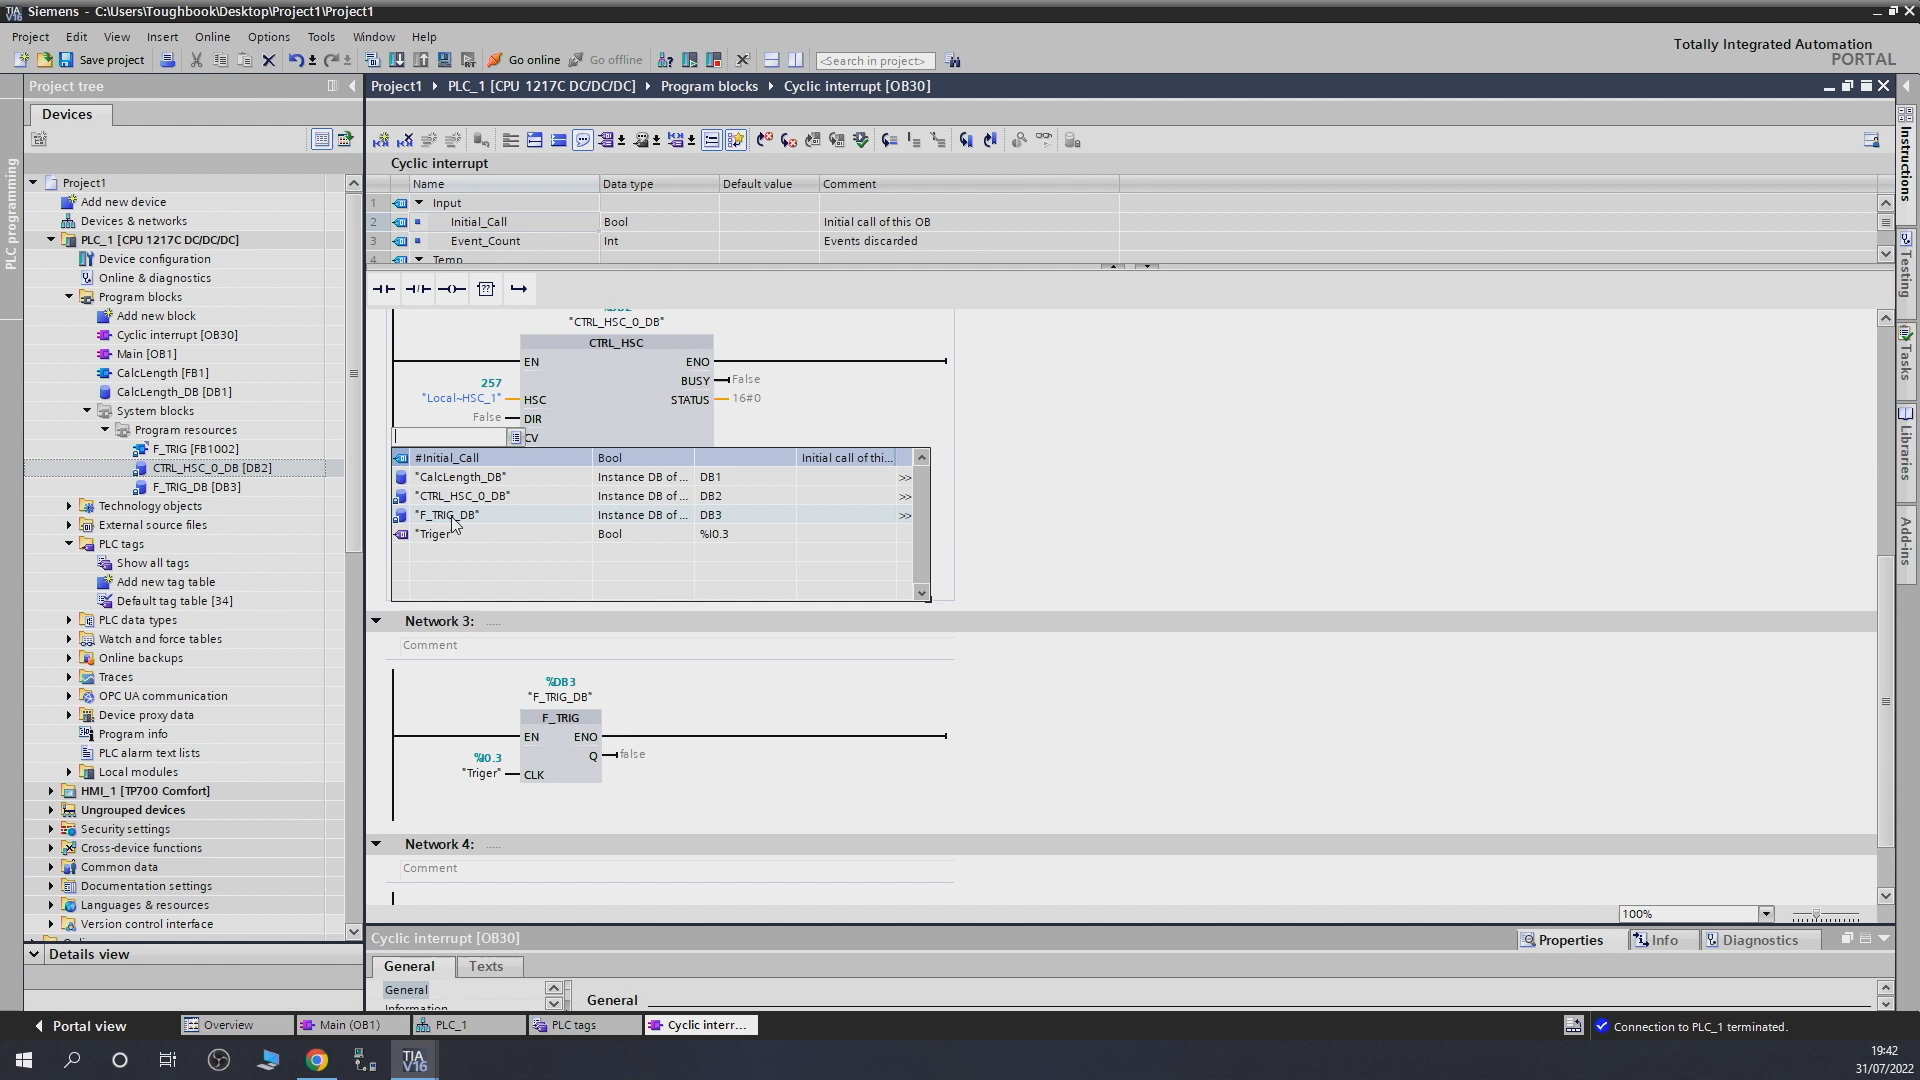 Siemens - C:\Users\Toughbook\Desktop\Project1\Project1
Project Edit View Insert Online Options Tools Window Help
Save project Go online Go offline <Search in project>
Totally Integrated Automation
PORTAL
Project tree
Project1 PLC_1 [CPU 1217C DC/DC/DC] Program blocks Cyclic interrupt [OB30]
Devices
Cyclic interrupt
Name Data type Default value Comment
1 Input
2 Initial_Call Bool Initial call of this OB
3 Event_Count Int Events discarded
4 Temp
Project1
Add new device
Devices & networks
PLC_1 [CPU 1217C DC/DC/DC]
Device configuration
Online & diagnostics
Program blocks
Add new block
Cyclic interrupt [OB30]
Main [OB1]
CalcLength [FB1]
CalcLength_DB [DB1]
System blocks
Program resources
F_TRIG [FB1002]
CTRL_HSC_0_DB [DB2]
F_TRIG_DB [DB3]
Technology objects
External source files
PLC tags
Show all tags
Add new tag table
Default tag table [34]
PLC data types
Watch and force tables
Online backups
Traces
OPC UA communication
Device proxy data
Program info
PLC alarm text lists
Local modules
HMI_1 [TP700 Comfort]
Ungrouped devices
Security settings
Cross-device functions
Common data
Documentation settings
Languages & resources
Version control interface
Details view
PLC programming
%DB2
"CTRL_HSC_0_DB"
CTRL_HSC
EN ENO
BUSY False
257
"Local~HSC_1" HSC STATUS 16#0
False DIR
CV
#Initial_Call Bool Initial call of thi...
"CalcLength_DB" Instance DB of ... DB1 >>
"CTRL_HSC_0_DB" Instance DB of ... DB2 >>
"F_TRIG_DB" Instance DB of ... DB3 >>
"Triger" Bool %I0.3
Network 3: .....
Comment
%DB3
"F_TRIG_DB"
F_TRIG
EN ENO
%I0.3
Q false
"Triger" CLK
Network 4: .....
Comment
100%
Cyclic interrupt [OB30]
Properties Info Diagnostics
General Texts
General
Information
General
Instructions
Testing
Tasks
Libraries
Add-ins
Portal view Overview Main (OB1) PLC_1 PLC tags Cyclic interr... Connection to PLC_1 terminated.
TIA
V16
19:42
31/07/2022